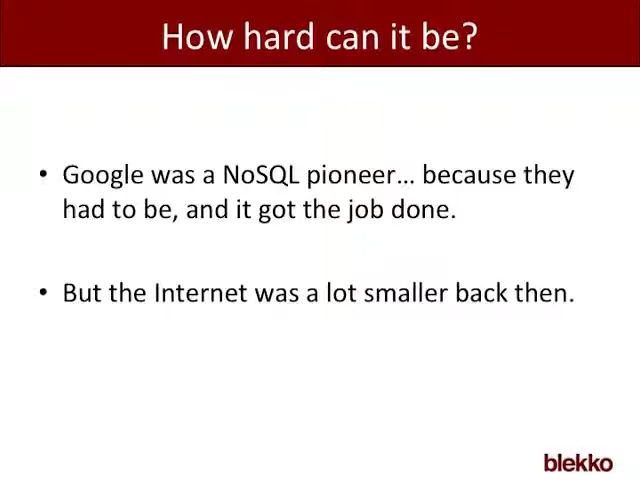 How hard can it be?
• Google was a NoSQL pioneer... because they
had to be, and it got the job done.
• But the Internet was a lot smaller back then.
blekko